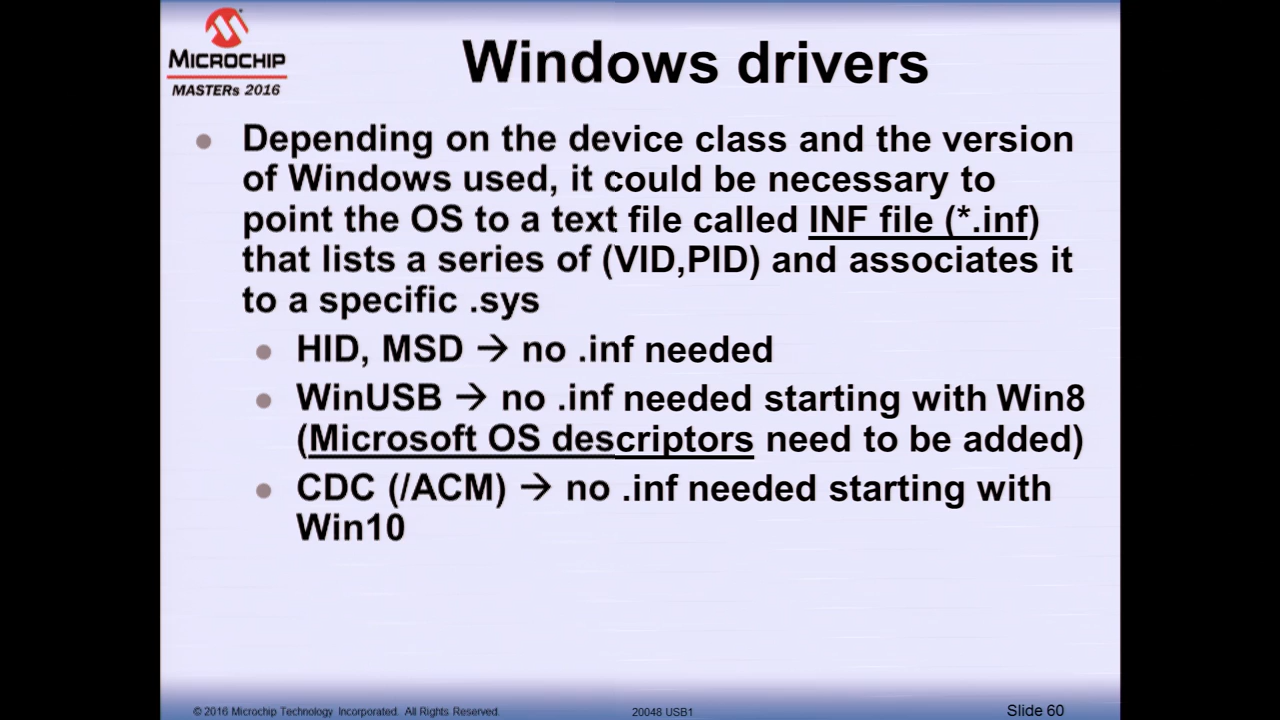 MICROCHIP
MASTERs 2016
Windows drivers
Depending on the device class and the version
of Windows used, it could be necessary to
point the OS to a text file called INF file (*.inf)
that lists a series of (VID,PID) and associates it
to a specific .sys
HID, MSD → no .inf needed
WinUSB → no .inf needed starting with Win8
(Microsoft OS descriptors need to be added)
CDC (/ACM) → no .inf needed starting with
Win10
© 2016 Microchip Technology Incorporated. All Rights Reserved.
20048 USB1
Slide 60